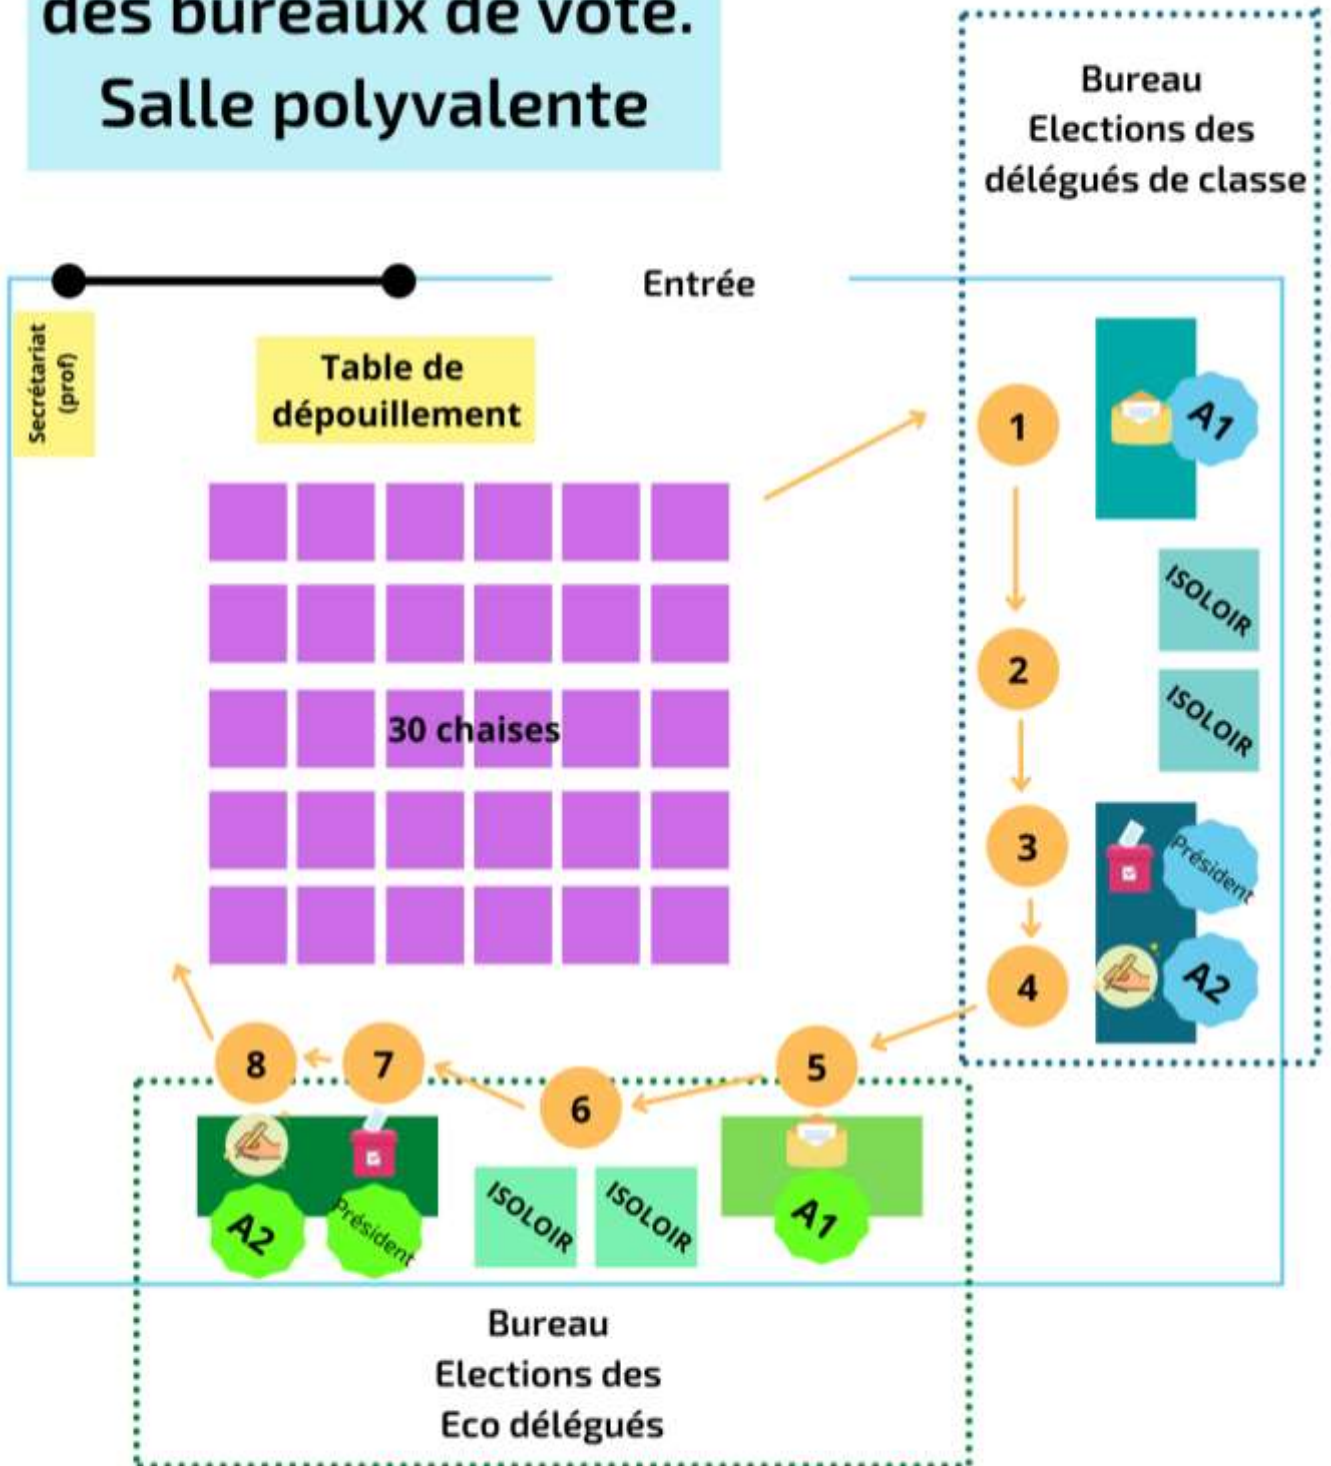 des bureaux de vote.
Salle polyvalente
Bureau
Elections des
délégués de classe
Entrée
Secrétariat
(prof)
Table de
dépouillement
1
A1
ISOLOIR
2
ISOLOIR
30 chaises
3
Président
4
A2
5
6
7
8
A2
Président
ISOLOIR
ISOLOIR
A1
Bureau
Elections des
Eco délégués